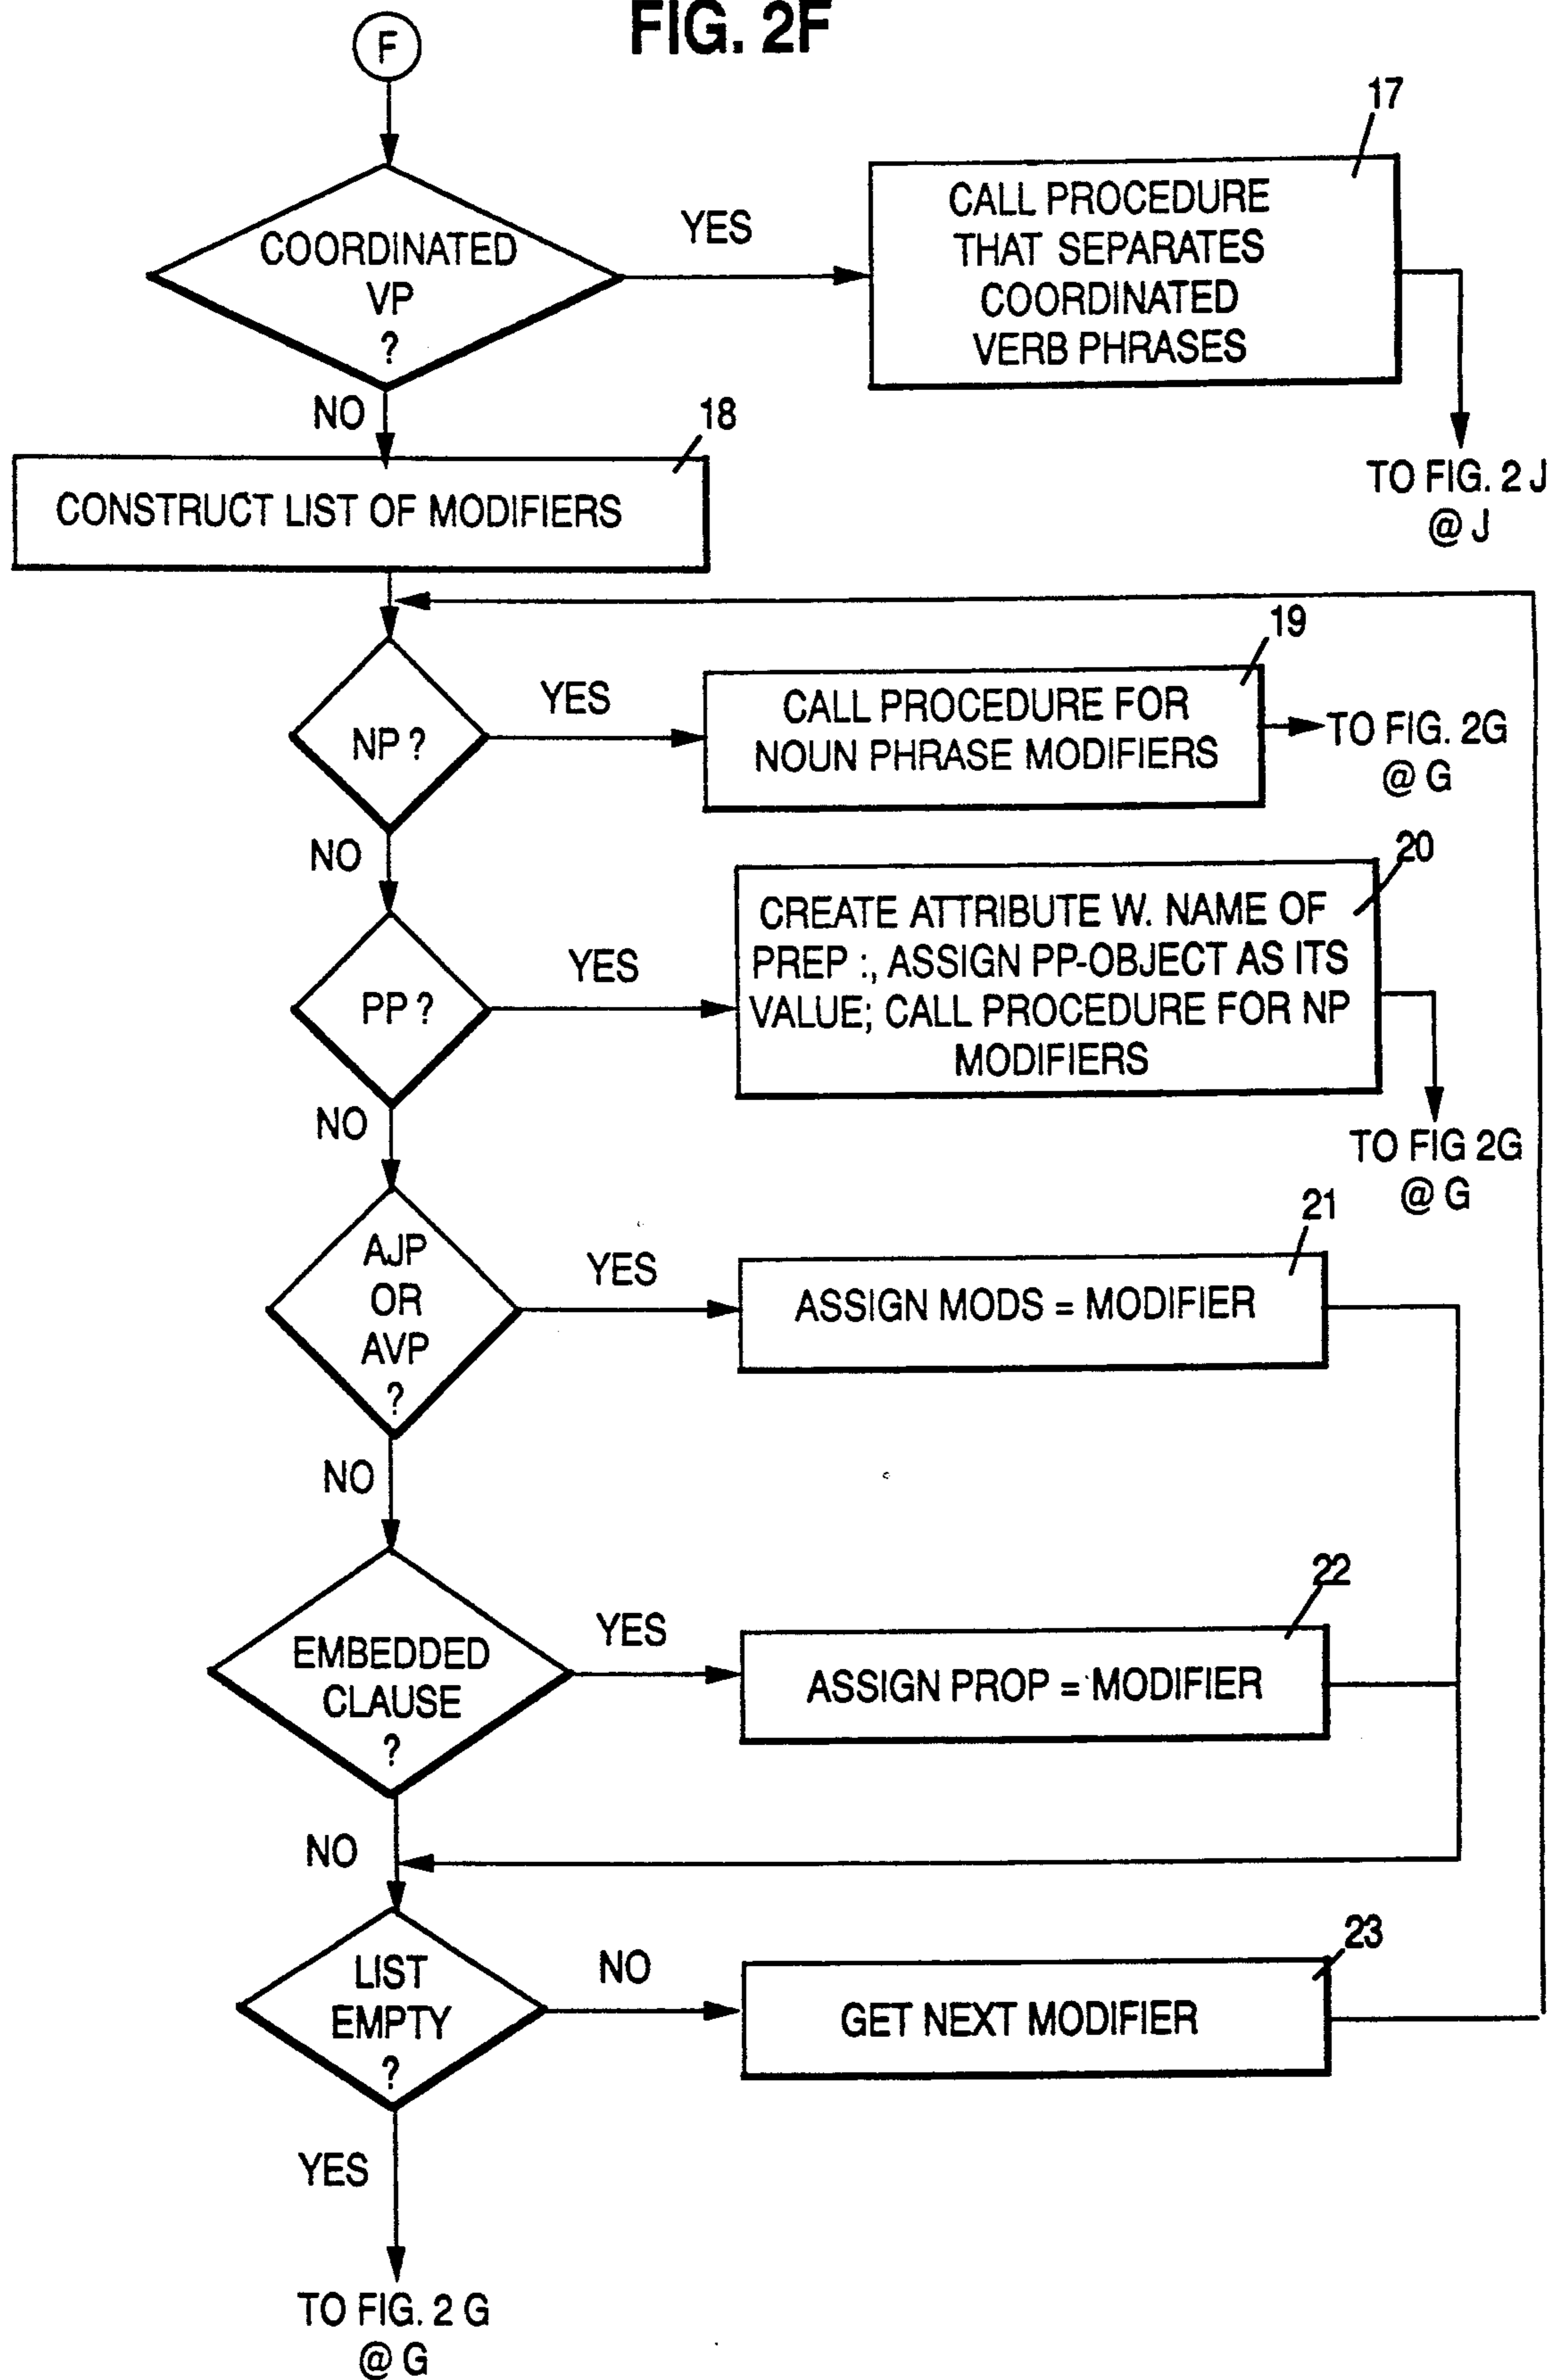 FIG. 2F
F
17
COORDINATED
VP
?
YES
CALL PROCEDURE
THAT SEPARATES
COORDINATED
VERB PHRASES
NO
TO FIG. 2 J
@ J
18
CONSTRUCT LIST OF MODIFIERS
19
NP ?
YES
CALL PROCEDURE FOR
NOUN PHRASE MODIFIERS
TO FIG. 2G
@ G
NO
20
PP ?
YES
CREATE ATTRIBUTE W. NAME OF
PREP :, ASSIGN PP-OBJECT AS ITS
VALUE; CALL PROCEDURE FOR NP
MODIFIERS
NO
TO FIG 2G
@ G
21
AJP
OR
AVP
?
YES
ASSIGN MODS = MODIFIER
NO
22
EMBEDDED
CLAUSE
?
YES
ASSIGN PROP = MODIFIER
NO
23
LIST
EMPTY
?
NO
GET NEXT MODIFIER
YES
TO FIG. 2 G
@ G